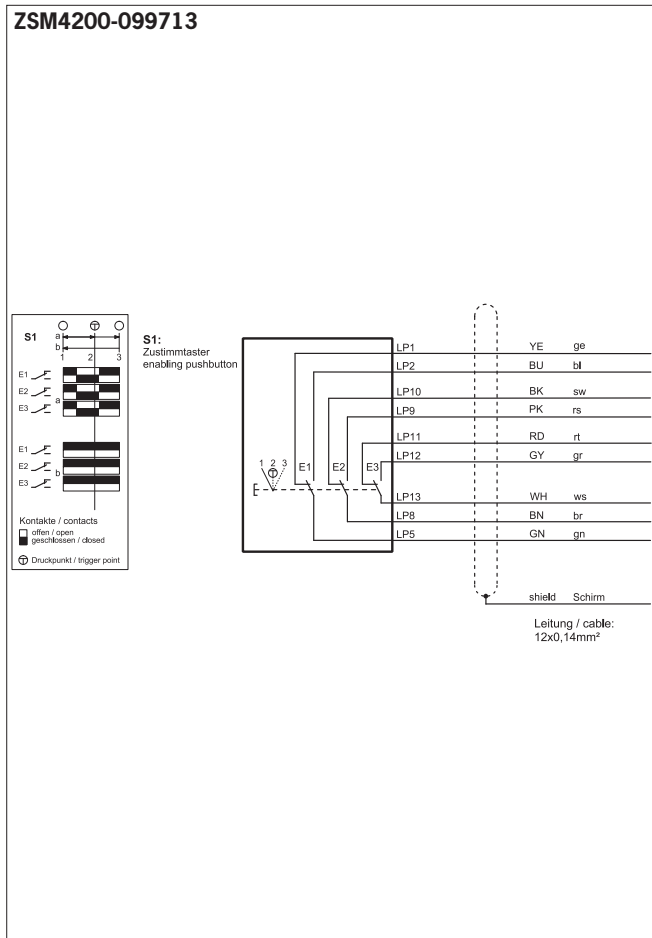 ZSM4200-099713
S1
a
b
1 2 3
E1
E2
a
E3
E1
E2
b
E3
Kontakte / contacts
offen / open
geschlossen / closed
Druckpunkt / trigger point
S1:
Zustimmtaster
enabling pushbutton
1 2 3
E1 E2 E3
LP1 YE ge
LP2 BU bl
LP10 BK sw
LP9 PK rs
LP11 RD rt
LP12 GY gr
LP13 WH ws
LP8 BN br
LP5 GN gn
shield Schirm
Leitung / cable:
12x0,14mm²